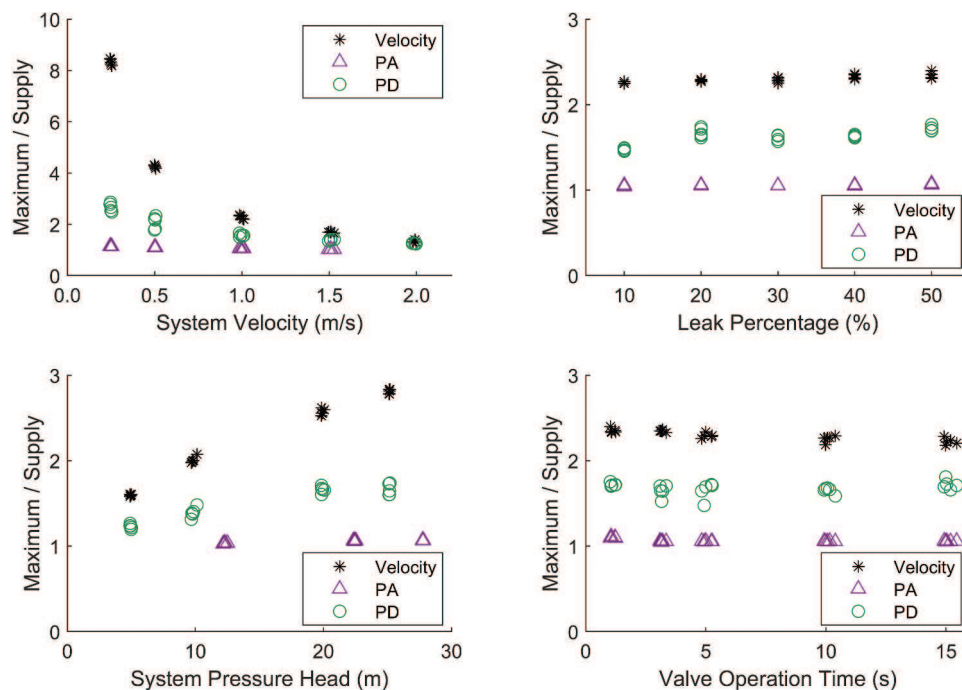 Maximum / Supply
10
8
6
4
2
0
0.0 0.5 1.0 1.5 2.0
System Velocity (m/s)
Velocity
PA
PD
Maximum / Supply
3
2
1
0
10 20 30 40 50
Leak Percentage (%)
Velocity
PA
PD
Maximum / Supply
3
2
1
0
0 10 20 30
System Pressure Head (m)
Velocity
PA
PD
Maximum / Supply
3
2
1
0
0 5 10 15
Valve Operation Time (s)
Velocity
PA
PD